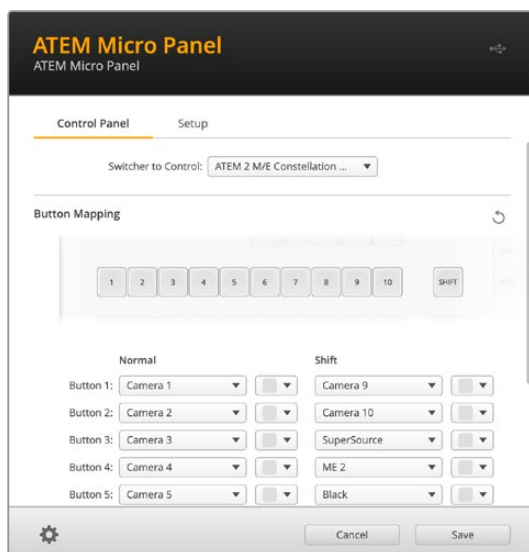 ATEM Micro Panel
ATEM Micro Panel
Control Panel Setup
Switcher to Control: ATEM 2 M/E Constellation ...
Button Mapping
1 2 3 4 5 6 7 8 9 10 SHIFT
Normal Shift
Button 1: Camera 1 Camera 9
Button 2: Camera 2 Camera 10
Button 3: Camera 3 SuperSource
Button 4: Camera 4 ME 2
Button 5: Camera 5 Black
Cancel Save